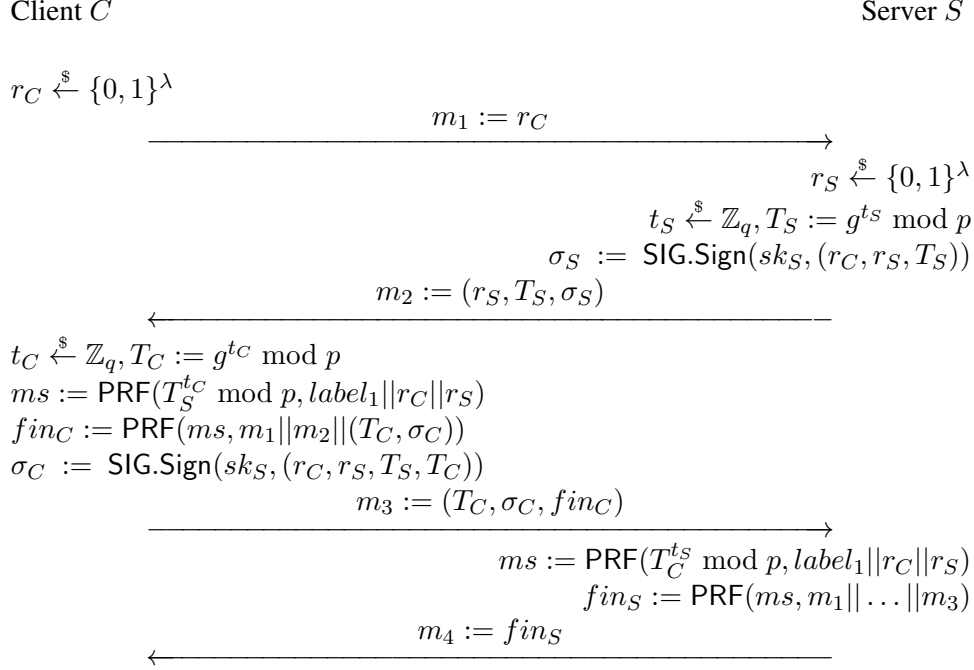 Client C Server S
r_C ←$ {0, 1}^λ
m_1 := r_C
r_S ←$ {0, 1}^λ
t_S ←$ ℤ_q, T_S := g^{t_S} mod p
σ_S := SIG.Sign(sk_S, (r_C, r_S, T_S))
m_2 := (r_S, T_S, σ_S)
t_C ←$ ℤ_q, T_C := g^{t_C} mod p
ms := PRF(T_S^{t_C} mod p, label_1||r_C||r_S)
fin_C := PRF(ms, m_1||m_2||(T_C, σ_C))
σ_C := SIG.Sign(sk_S, (r_C, r_S, T_S, T_C))
m_3 := (T_C, σ_C, fin_C)
ms := PRF(T_C^{t_S} mod p, label_1||r_C||r_S)
fin_S := PRF(ms, m_1|| . . . ||m_3)
m_4 := fin_S